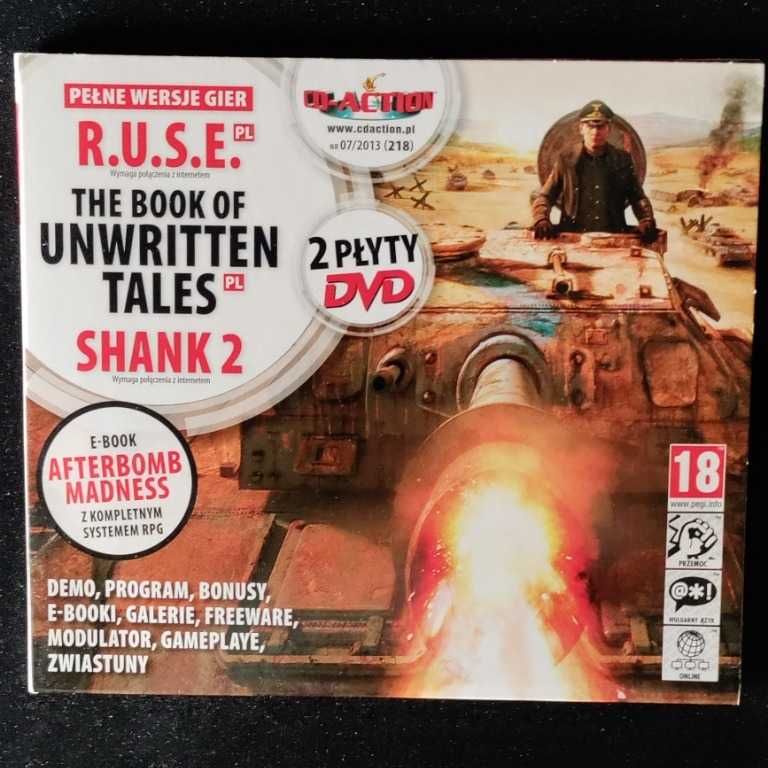 PEŁNE WERSJE GIER
R.U.S.E. PL
Wymaga połączenia z internetem
THE BOOK OF
UNWRITTEN
TALES PL
SHANK 2
Wymaga połączenia z internetem
CD-ACTION
www.cdaction.pl
NR 07/2013 (218)
2 PŁYTY
DVD
E-BOOK
AFTERBOMB
MADNESS
Z KOMPLETNYM
SYSTEMEM RPG
DEMO, PROGRAM, BONUSY,
E-BOOKI, GALERIE, FREEWARE,
MODULATOR, GAMEPLAYE,
ZWIASTUNY
18
www.pegi.info
PRZEMOC
@*!
WULGARNY JĘZYK
ONLINE